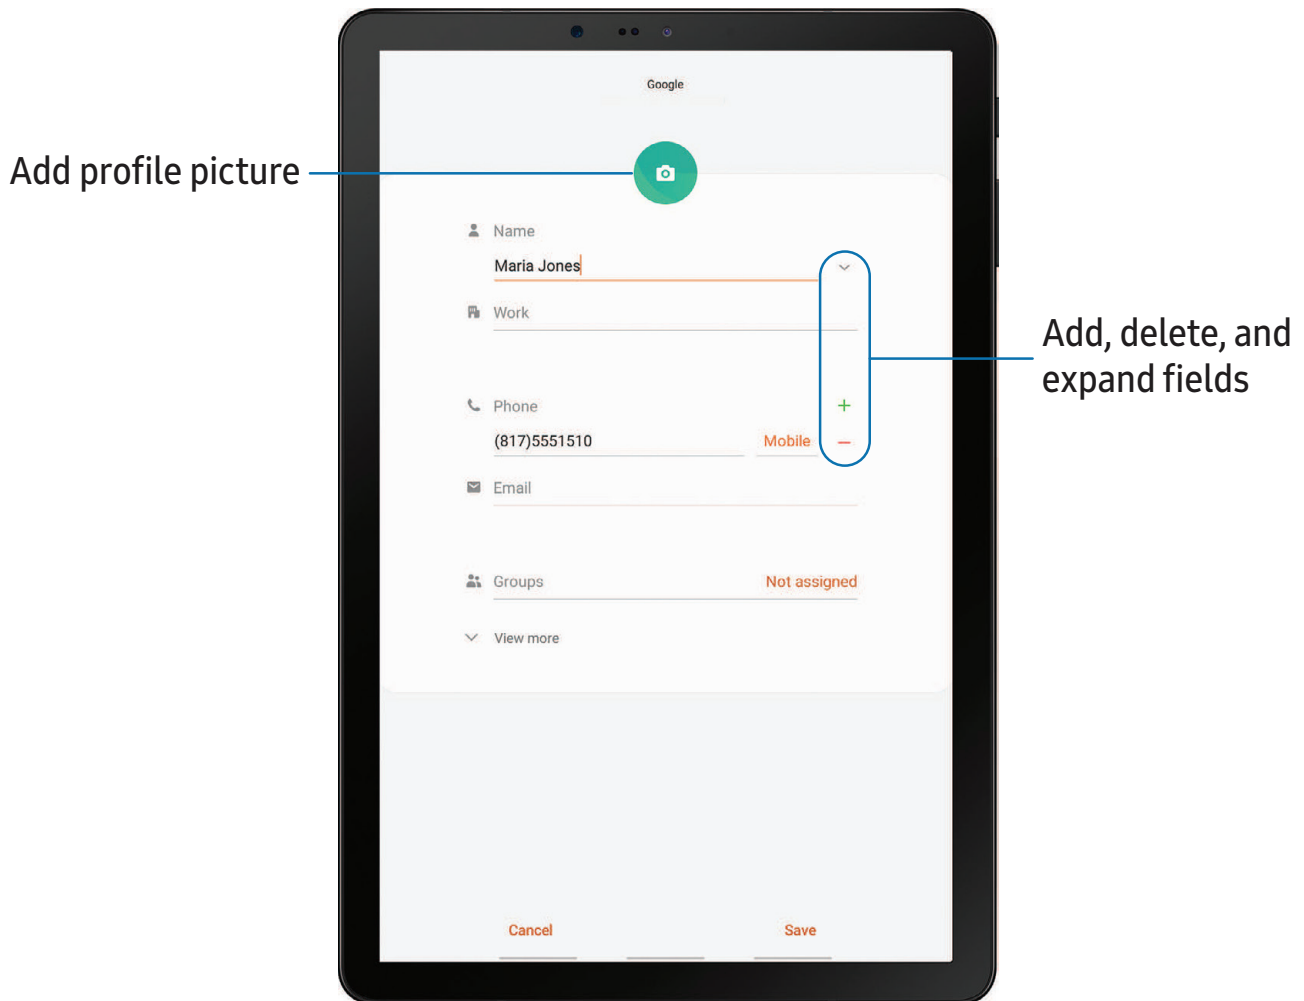 Google
Add profile picture
Name
Maria Jones
Work
Add, delete, and
expand fields
Phone
(817)5551510 Mobile
Email
Groups Not assigned
View more
Cancel Save